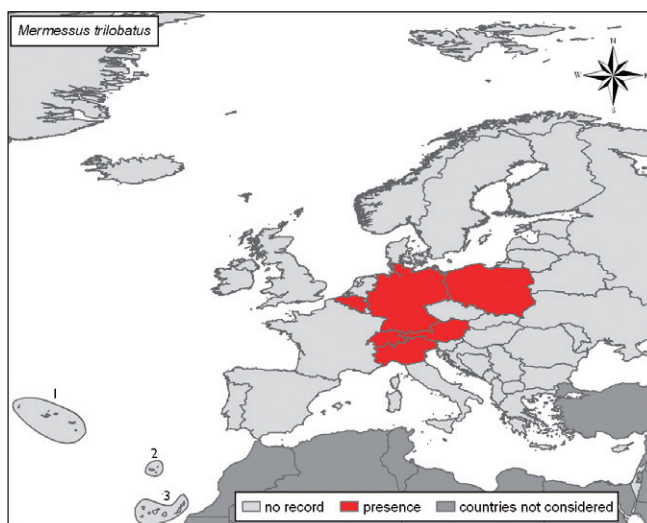 Mermessus trilobatus
N
W E
S
1
2
3
no record presence countries not considered